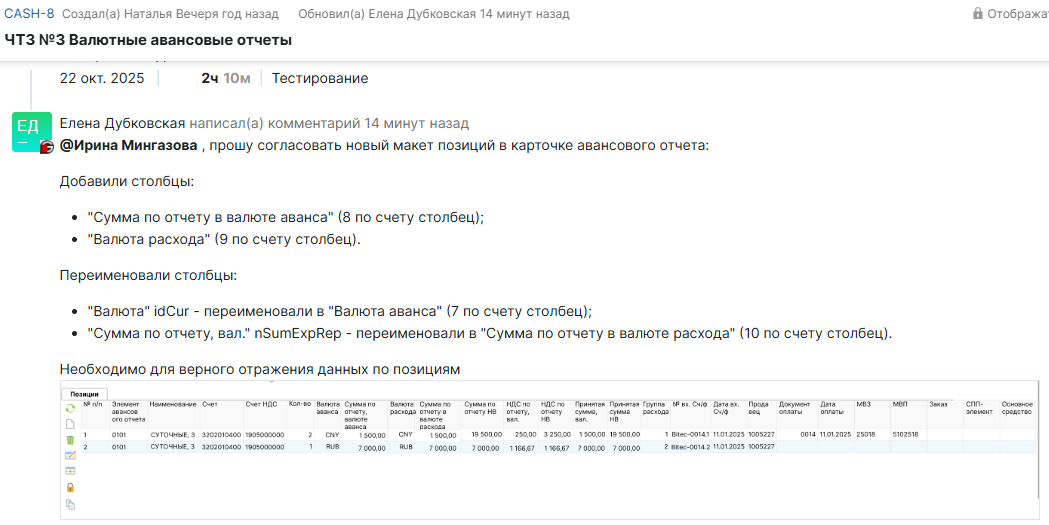 CASH-8 Создал(а) Наталья Вечеря год назад Обновил(а) Елена Дубковская 14 минут назад Отображат
ЧТЗ №3 Валютные авансовые отчеты
22 окт. 2025 2ч 10м Тестирование
ЕД
Елена Дубковская написал(а) комментарий 14 минут назад
@Ирина Мингазова , прошу согласовать новый макет позиций в карточке авансового отчета:
Добавили столбцы:
"Сумма по отчету в валюте аванса" (8 по счету столбец);
"Валюта расхода" (9 по счету столбец).
Переименовали столбцы:
"Валюта" idCur - переименовали в "Валюта аванса" (7 по счету столбец);
"Сумма по отчету, вал." nSumExpRep - переименовали в "Сумма по отчету в валюте расхода" (10 по счету столбец).
Необходимо для верного отражения данных по позициям
Позиции
№ п/п Элемент авансов ого отчета Наименование Счет Счет НДС Кол-во Валюта аванса Сумма по отчету, валюте аванса Валюта расхода Сумма по отчету в валюте расхода Сумма по отчету НВ НДС по отчету, вал. НДС по отчету НВ Принятая сумма, вал. Принятая сумма НВ Группа расхода № вх. Сч/ф Дата вх. Сч/ф Прода вец Документ оплаты Дата оплаты МВЗ МВП Заказ СПП-элемент Основное средство
1 0101 СУТОЧНЫЕ, З 3202010400 1905000000 2 CNY 1 500,00 CNY 1 500,00 19 500,00 250,00 3 250,00 1 500,00 19 500,00 1 Bitec-0014.1 11.01.2025 1005227 0014 11.01.2025 25018 5102518
2 0101 СУТОЧНЫЕ, З 3202010400 1905000000 1 RUB 7 000,00 RUB 7 000,00 7 000,00 1 166,67 1 166,67 7 000,00 7 000,00 2 Bitec-0014.2 11.01.2025 1005227